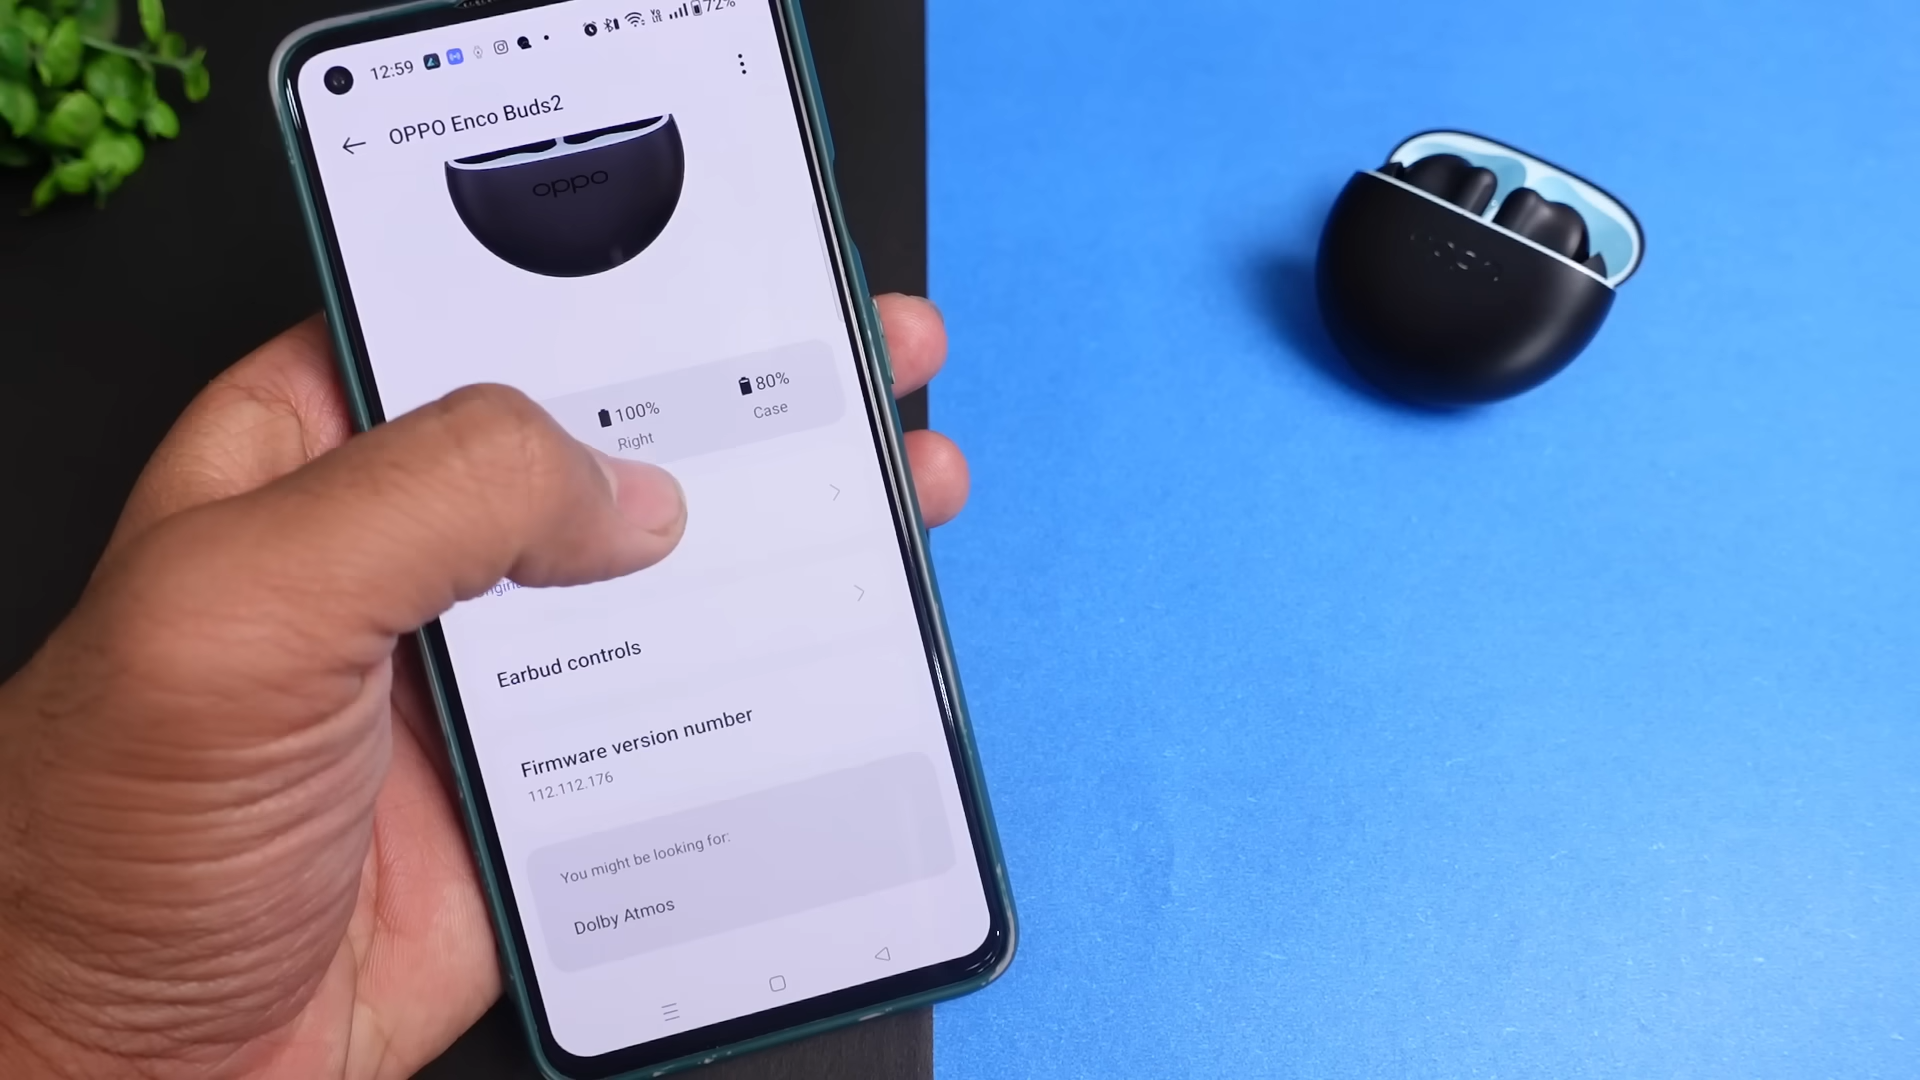 12:59
72%
OPPO Enco Buds2
oppo
100%
80%
Right
Case
Earbud controls
Firmware version number
112.112.176
You might be looking for:
Dolby Atmos